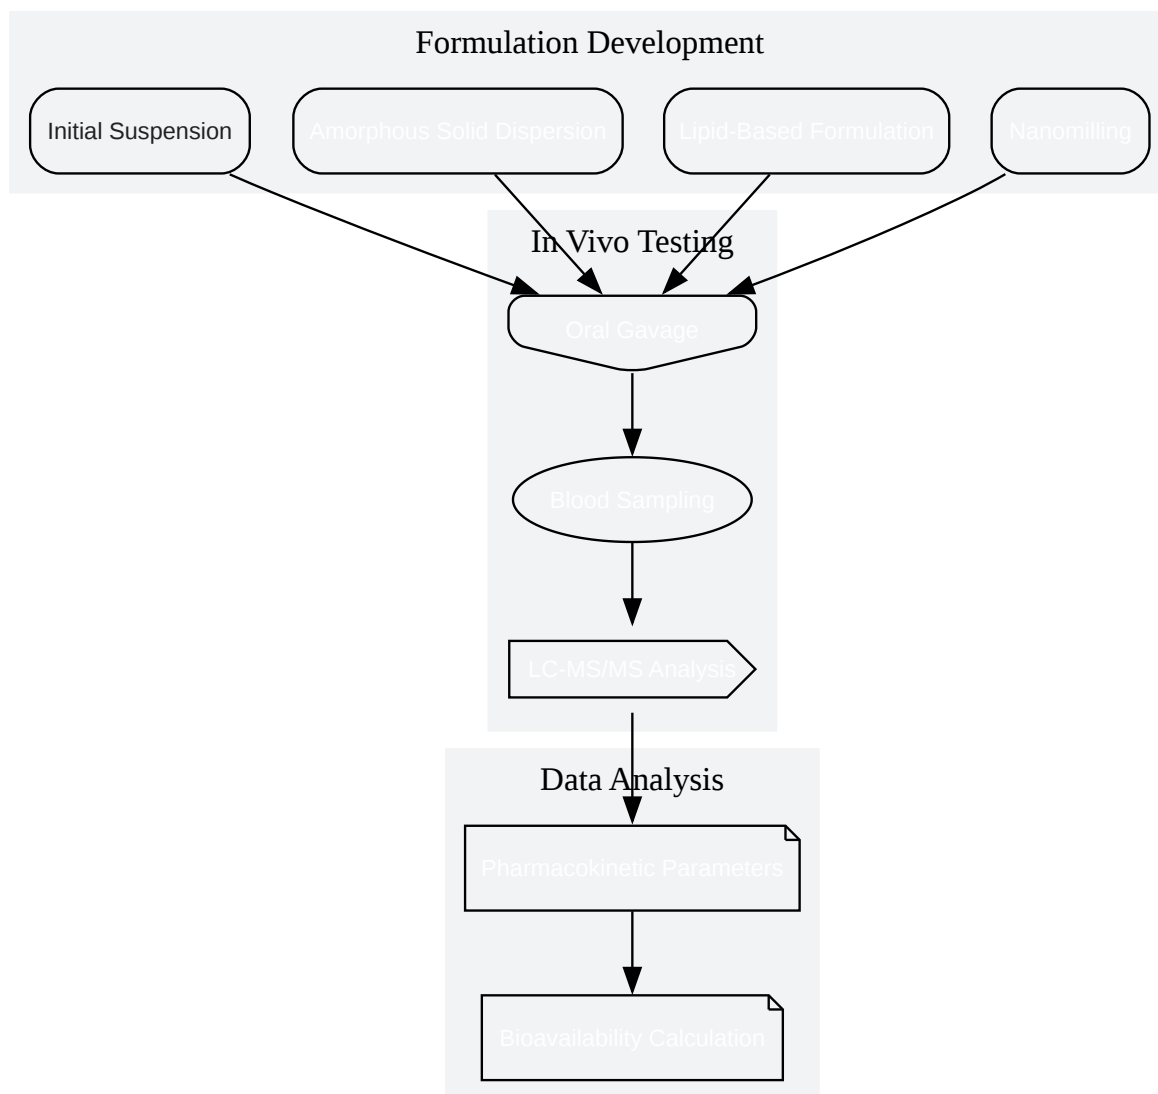 Formulation Development
Initial Suspension
Amorphous Solid Dispersion
Lipid-Based Formulation
Nanomilling
In Vivo Testing
Oral Gavage
Blood Sampling
LC-MS/MS Analysis
Data Analysis
Pharmacokinetic Parameters
Bioavailability Calculation